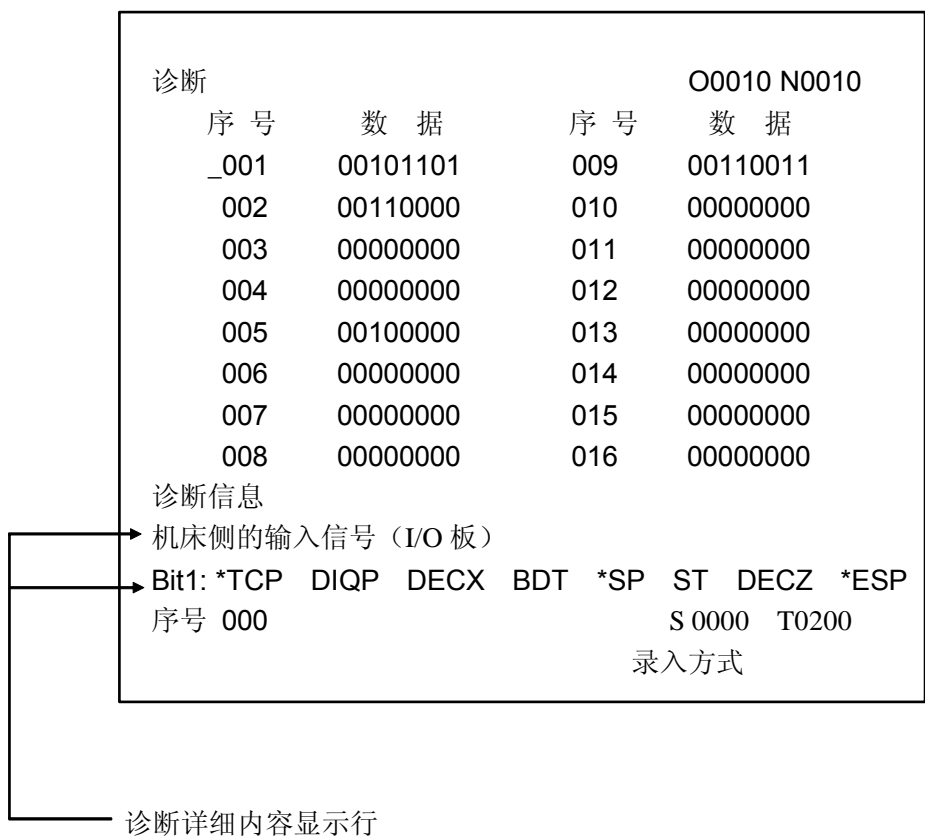 诊断 O0010 N0010
序 号 数 据 序 号 数 据
_001 00101101 009 00110011
002 00110000 010 00000000
003 00000000 011 00000000
004 00000000 012 00000000
005 00100000 013 00000000
006 00000000 014 00000000
007 00000000 015 00000000
008 00000000 016 00000000
诊断信息
机床侧的输入信号（I/O 板）
Bit1: *TCP DIQP DECX BDT *SP ST DECZ *ESP
序号 000 S 0000 T0200
录入方式
诊断详细内容显示行